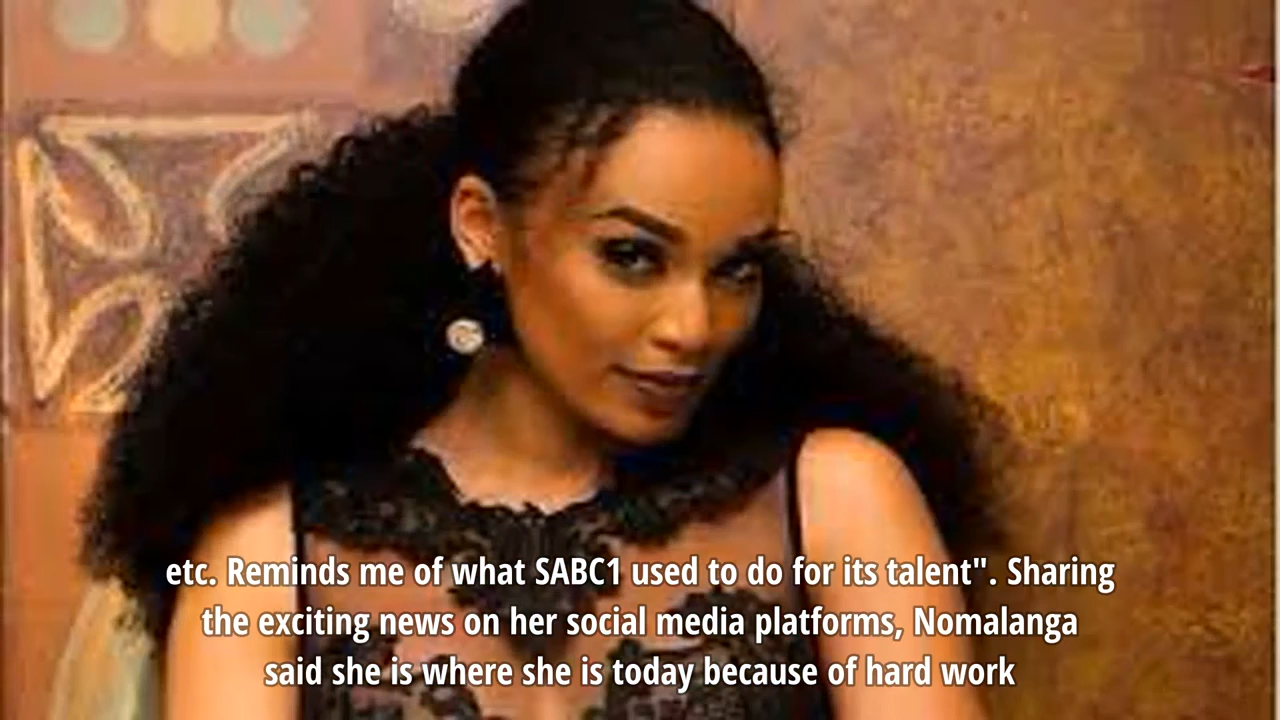 etc. Reminds me of what SABC1 used to do for its talent". Sharing
the exciting news on her social media platforms, Nomalanga
said she is where she is today because of hard work